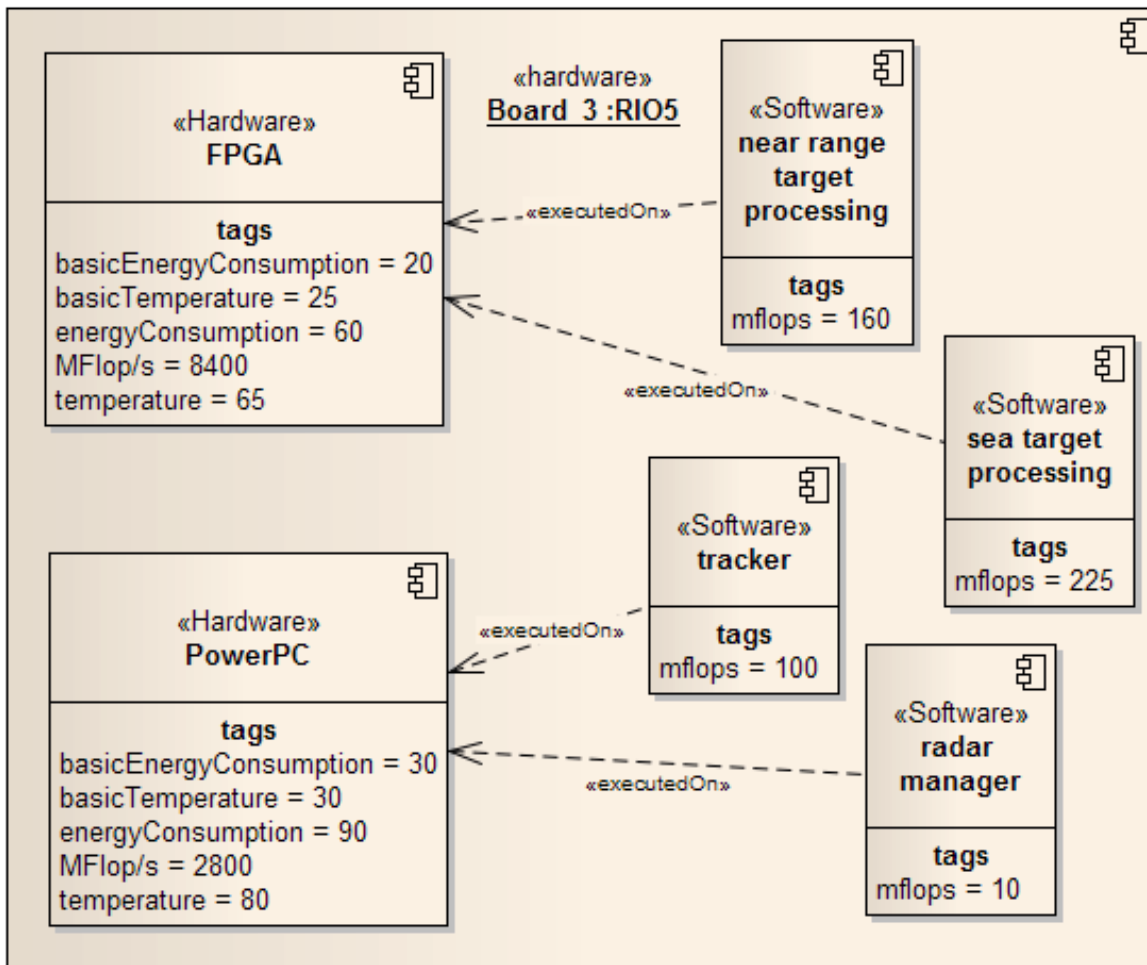 «hardware»
Board_3 :RIO5
«Hardware»
FPGA
tags
basicEnergyConsumption = 20
basicTemperature = 25
energyConsumption = 60
MFlop/s = 8400
temperature = 65
«Software»
near range
target
processing
tags
mflops = 160
«executedOn»
«executedOn»
«Software»
sea target
processing
tags
mflops = 225
«Software»
tracker
tags
mflops = 100
«Hardware»
PowerPC
tags
basicEnergyConsumption = 30
basicTemperature = 30
energyConsumption = 90
MFlop/s = 2800
temperature = 80
«executedOn»
«executedOn»
«Software»
radar
manager
tags
mflops = 10